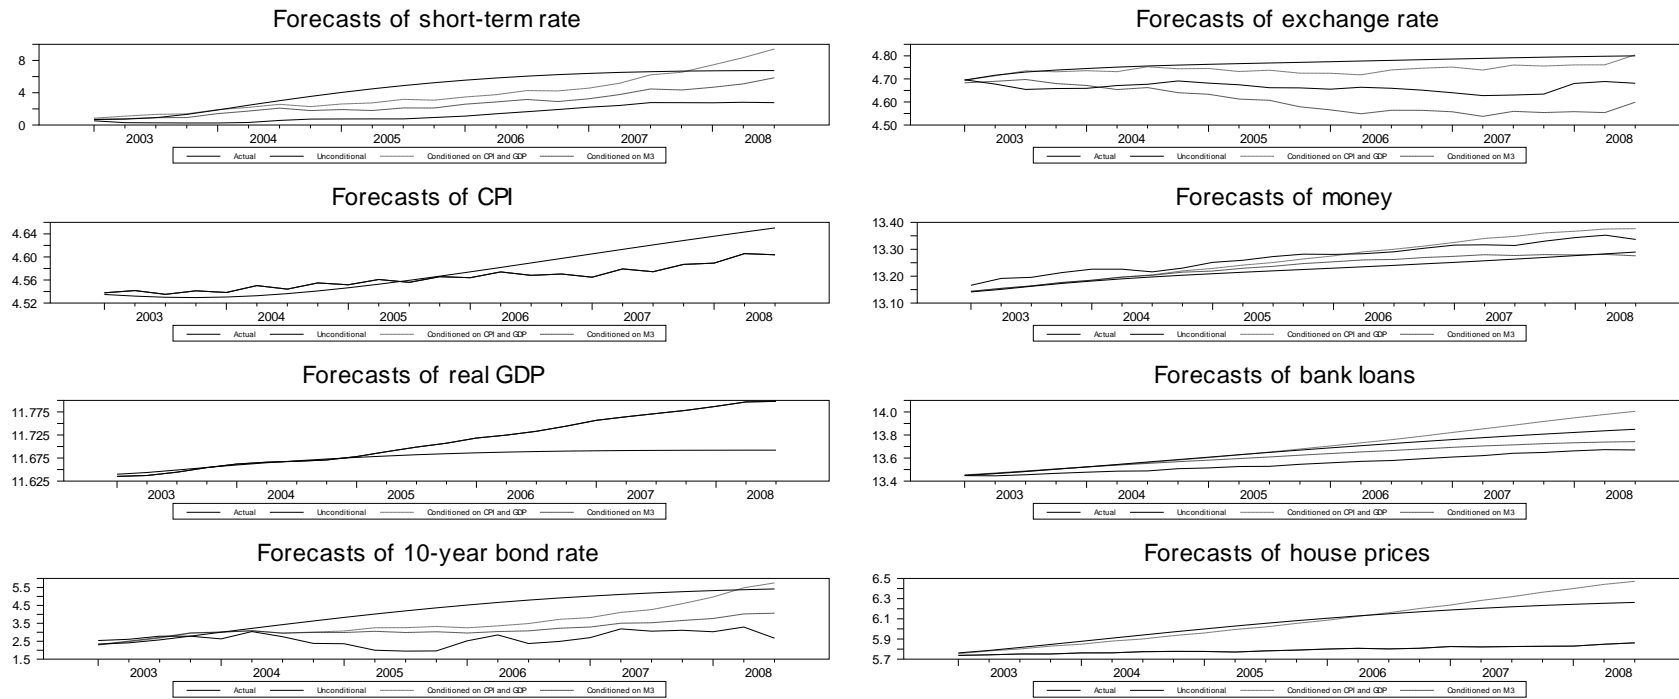 Forecasts of short-term rate
8
4
0
2003 2004 2005 2006 2007 2008
Actual Unconditional Conditioned on CPI and GDP Conditioned on M3
Forecasts of exchange rate
4.80
4.70
4.60
4.50
2003 2004 2005 2006 2007 2008
Actual Unconditional Conditioned on CPI and GDP Conditioned on M3
Forecasts of CPI
4.64
4.60
4.56
4.52
2003 2004 2005 2006 2007 2008
Actual Unconditional Conditioned on CPI and GDP Conditioned on M3
Forecasts of money
13.40
13.30
13.20
13.10
2003 2004 2005 2006 2007 2008
Actual Unconditional Conditioned on CPI and GDP Conditioned on M3
Forecasts of real GDP
11.775
11.725
11.675
11.625
2003 2004 2005 2006 2007 2008
Actual Unconditional Conditioned on CPI and GDP Conditioned on M3
Forecasts of bank loans
14.0
13.8
13.6
13.4
2003 2004 2005 2006 2007 2008
Actual Unconditional Conditioned on CPI and GDP Conditioned on M3
Forecasts of 10-year bond rate
5.5
4.5
3.5
2.5
1.5
2003 2004 2005 2006 2007 2008
Actual Unconditional Conditioned on CPI and GDP Conditioned on M3
Forecasts of house prices
6.5
6.3
6.1
5.9
5.7
2003 2004 2005 2006 2007 2008
Actual Unconditional Conditioned on CPI and GDP Conditioned on M3